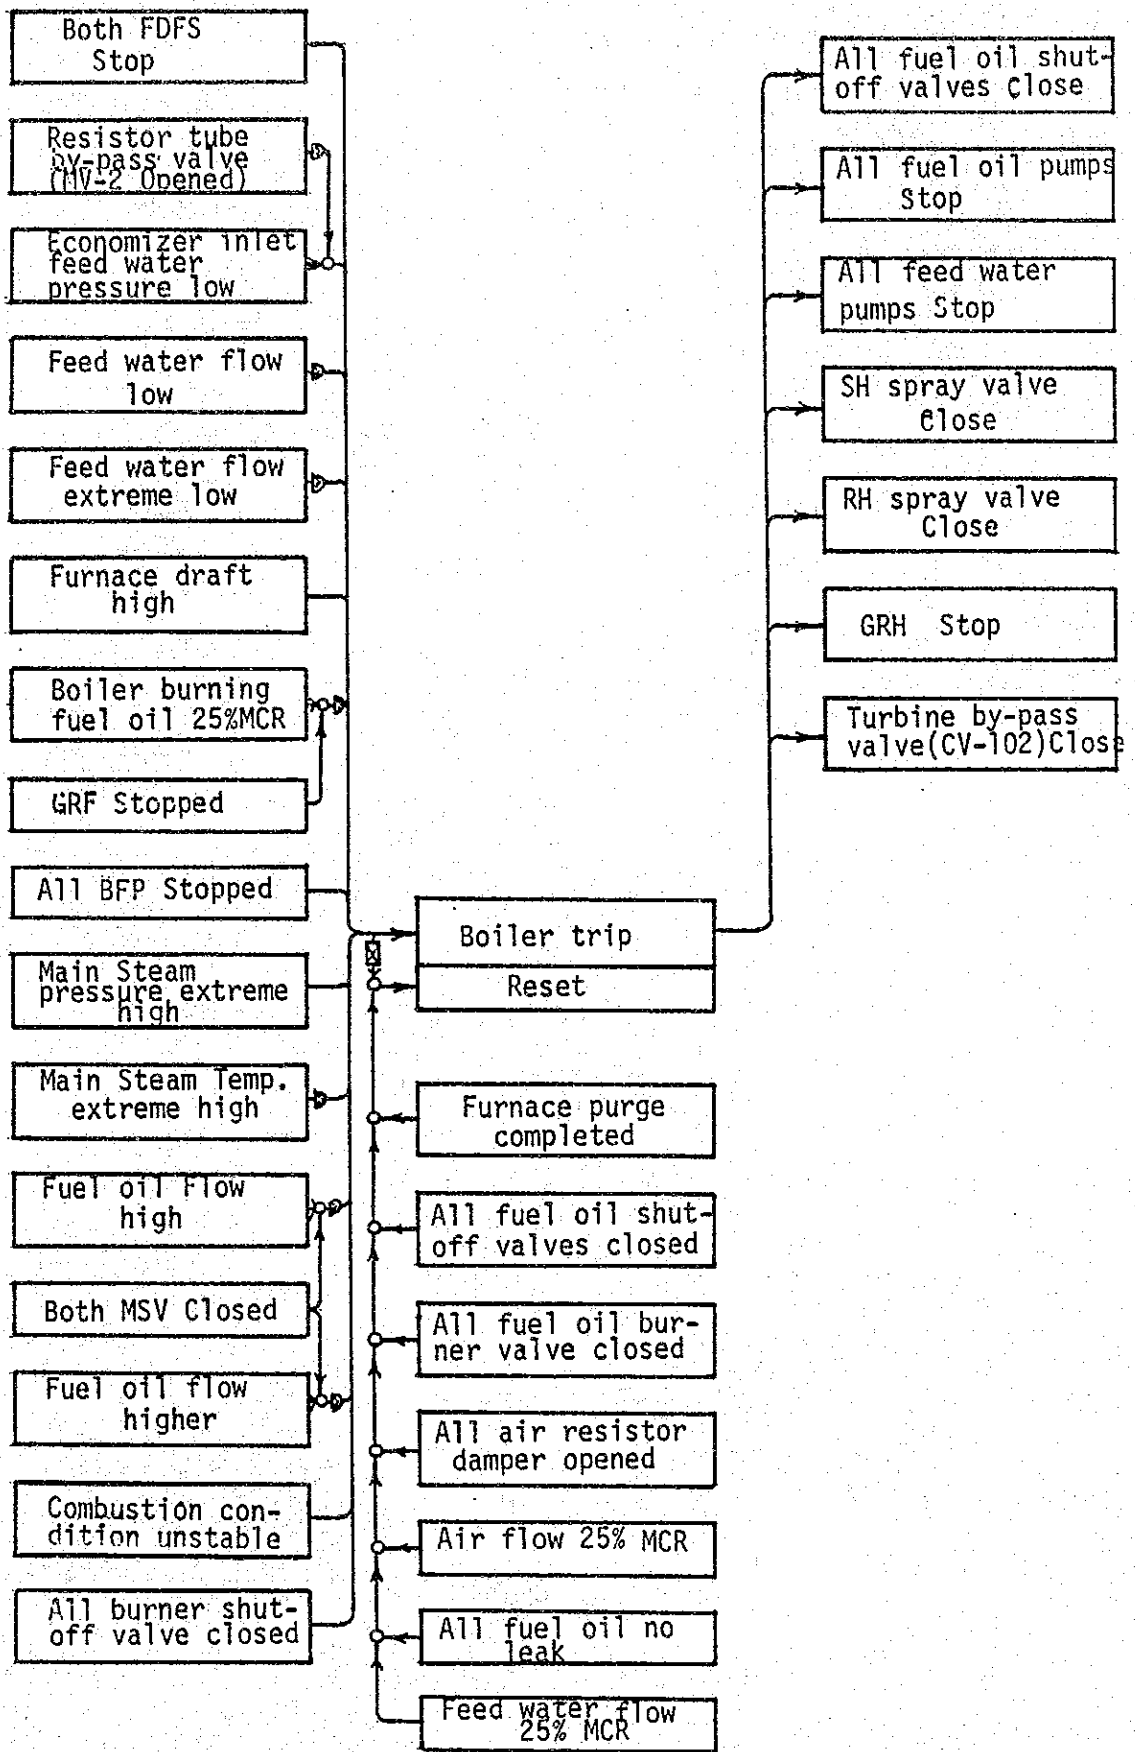 Both FDFS
Stop
Resistor tube
by-pass valve
(MV-2 Opened)
Economizer inlet
feed water
pressure low
Feed water flow
low
Feed water flow
extreme low
Furnace draft
high
Boiler burning
fuel oil 25%MCR
GRF Stopped
All BFP Stopped
Main Steam
pressure extreme
high
Main Steam Temp.
extreme high
Fuel oil Flow
high
Both MSV Closed
Fuel oil flow
higher
Combustion con-
dition unstable
All burner shut-
off valve closed
Boiler trip
Reset
Furnace purge
completed
All fuel oil shut-
off valves closed
All fuel oil bur-
ner valve closed
All air resistor
damper opened
Air flow 25% MCR
All fuel oil no
leak
Feed water flow
25% MCR
All fuel oil shut-
off valves Close
All fuel oil pumps
Stop
All feed water
pumps Stop
SH spray valve
Close
RH spray valve
Close
GRH Stop
Turbine by-pass
valve(CV-102)Close